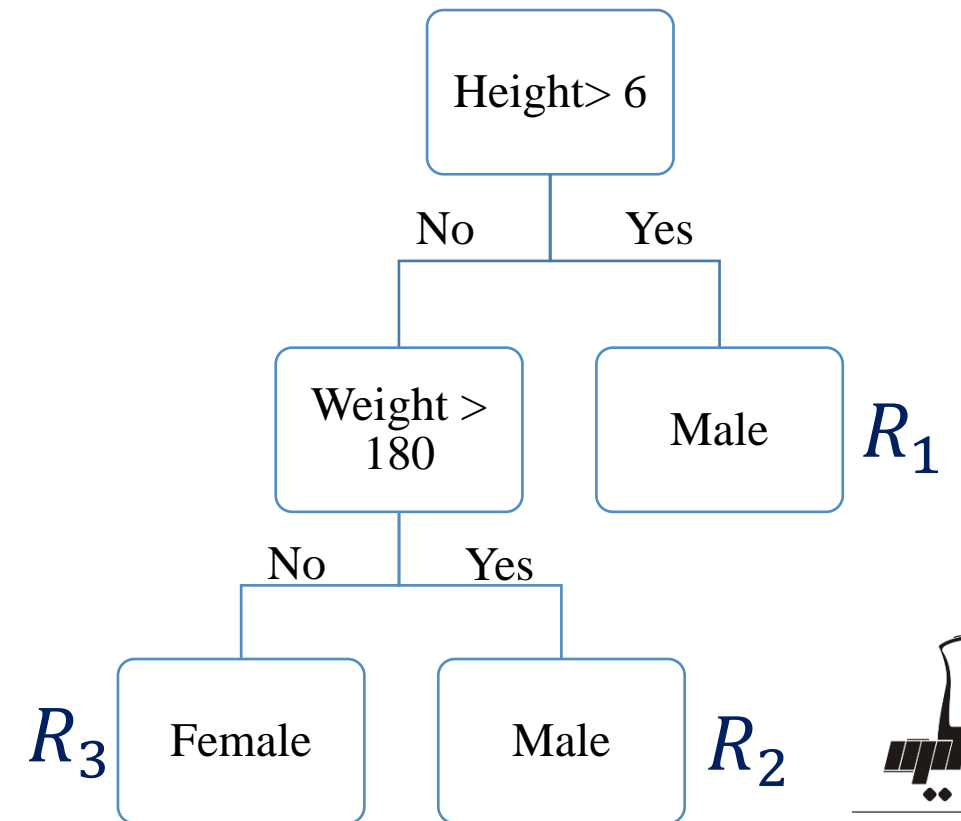 Height> 6
No Yes
Weight >
180
Male R₁
No Yes
R₃ Female Male R₂